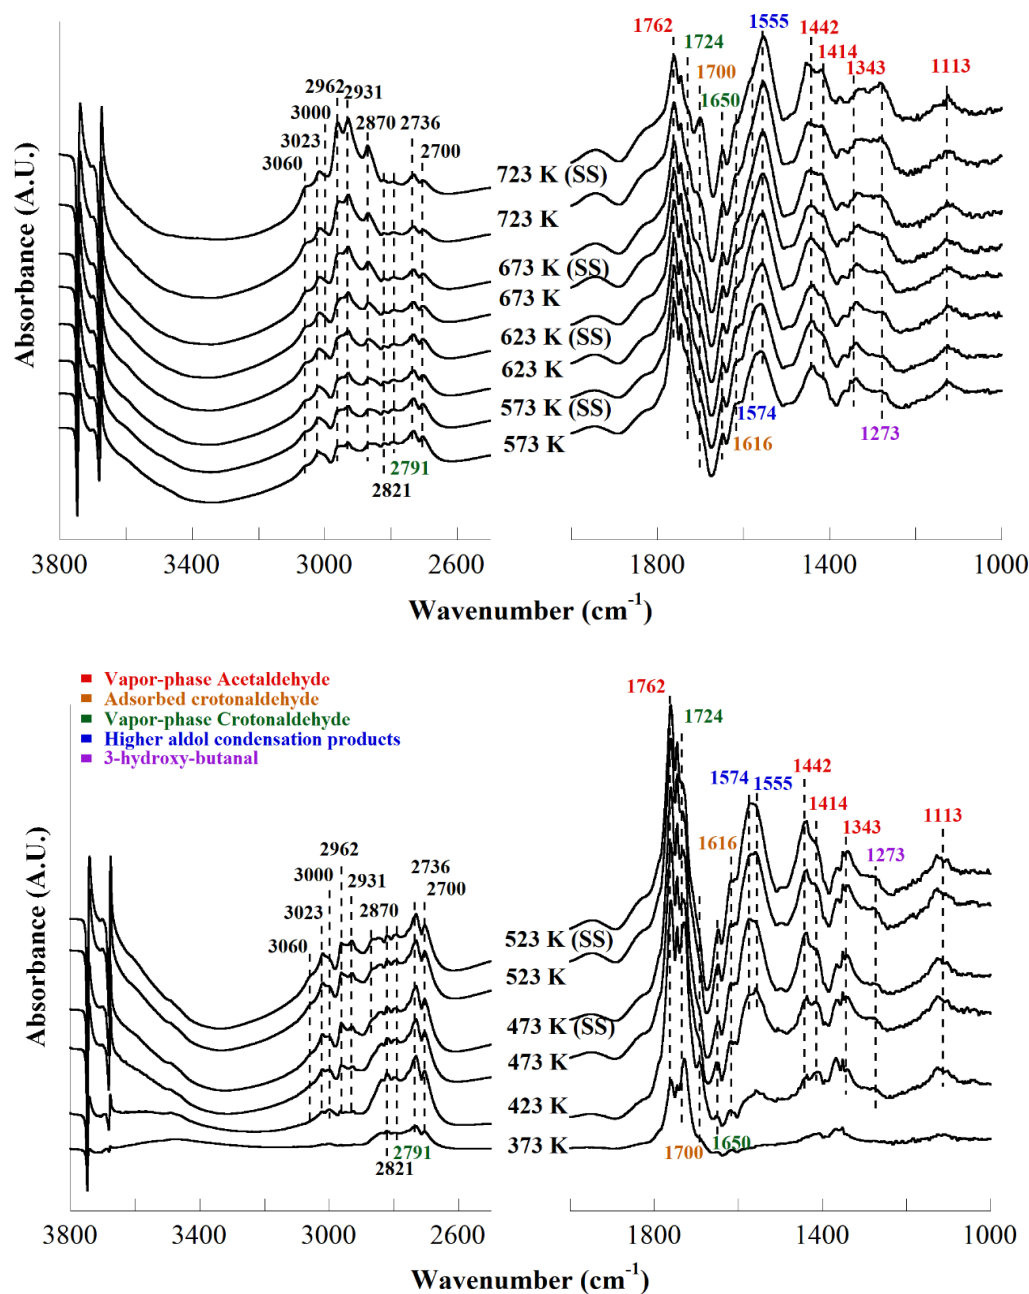 1762
1724
1555
1700
1650
1442
1414
1343
1113
2962
2931
3000
2870
2736
3023
2700
3060
723 K (SS)
723 K
673 K (SS)
673 K
623 K (SS)
623 K
573 K (SS)
573 K
2791
2821
1574
1616
1273
Absorbance (A.U.)
3800
3400
3000
2600
1800
1400
1000
Wavenumber (cm⁻¹)
Vapor-phase Acetaldehyde
Adsorbed crotonaldehyde
Vapor-phase Crotonaldehyde
Higher aldol condensation products
3-hydroxy-butanal
1762
1724
1574
1555
1442
1414
1343
1113
1616
1273
2962
3000
2931
2736
3023
2870
2700
3060
523 K (SS)
523 K
473 K (SS)
473 K
423 K
373 K
2791
2821
1700
1650
Absorbance (A.U.)
3800
3400
3000
2600
1800
1400
1000
Wavenumber (cm⁻¹)